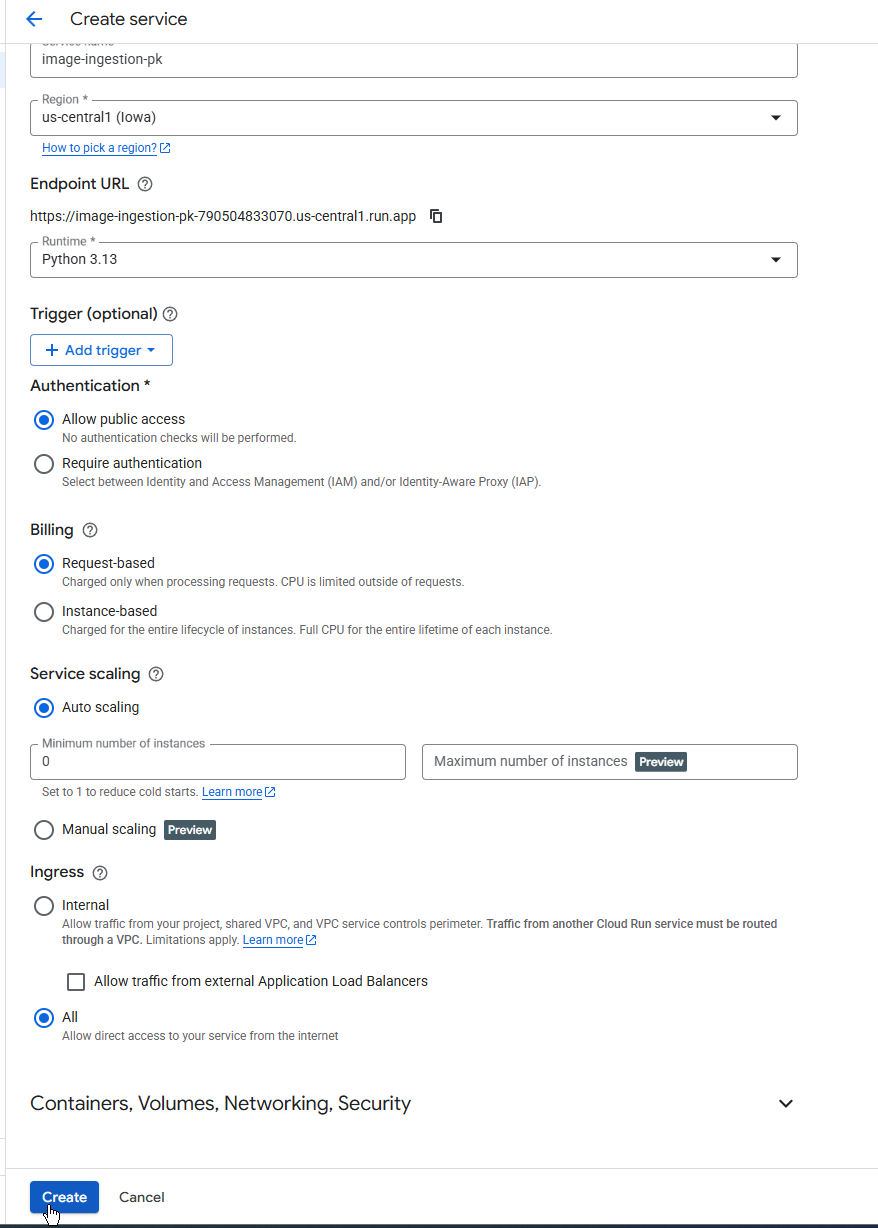 Create service
Service name
image-ingestion-pk
Region *
us-central1 (Iowa)
How to pick a region?
Endpoint URL
https://image-ingestion-pk-790504833070.us-central1.run.app
Runtime *
Python 3.13
Trigger (optional)
Add trigger
Authentication *
Allow public access
No authentication checks will be performed.
Require authentication
Select between Identity and Access Management (IAM) and/or Identity-Aware Proxy (IAP).
Billing
Request-based
Charged only when processing requests. CPU is limited outside of requests.
Instance-based
Charged for the entire lifecycle of instances. Full CPU for the entire lifetime of each instance.
Service scaling
Auto scaling
Minimum number of instances
0
Maximum number of instances Preview
Set to 1 to reduce cold starts. Learn more
Manual scaling Preview
Ingress
Internal
Allow traffic from your project, shared VPC, and VPC service controls perimeter. Traffic from another Cloud Run service must be routed
through a VPC. Limitations apply. Learn more
Allow traffic from external Application Load Balancers
All
Allow direct access to your service from the internet
Containers, Volumes, Networking, Security
Create Cancel